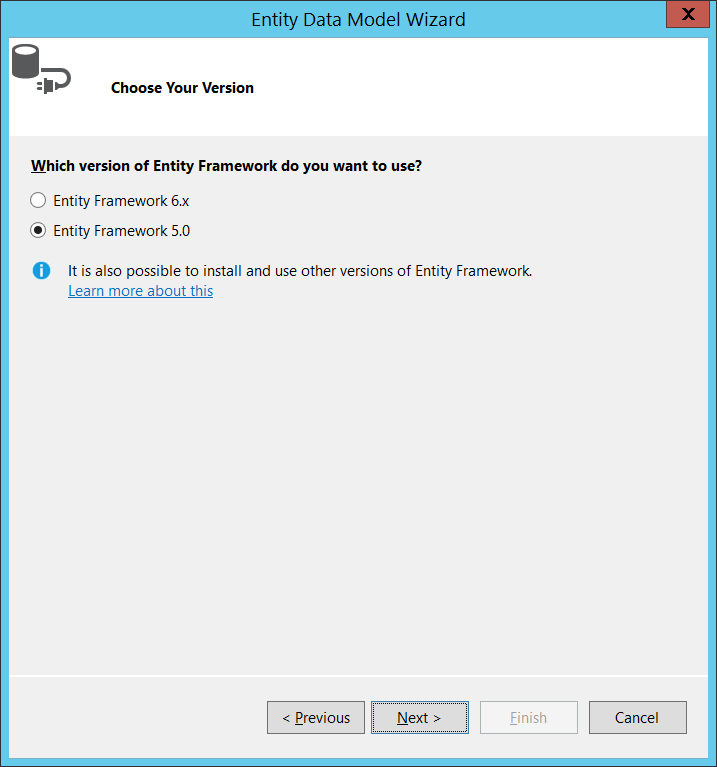 Entity Data Model Wizard
Choose Your Version
Which version of Entity Framework do you want to use?
Entity Framework 6.x
Entity Framework 5.0
It is also possible to install and use other versions of Entity Framework.
Learn more about this
< Previous Next > Finish Cancel